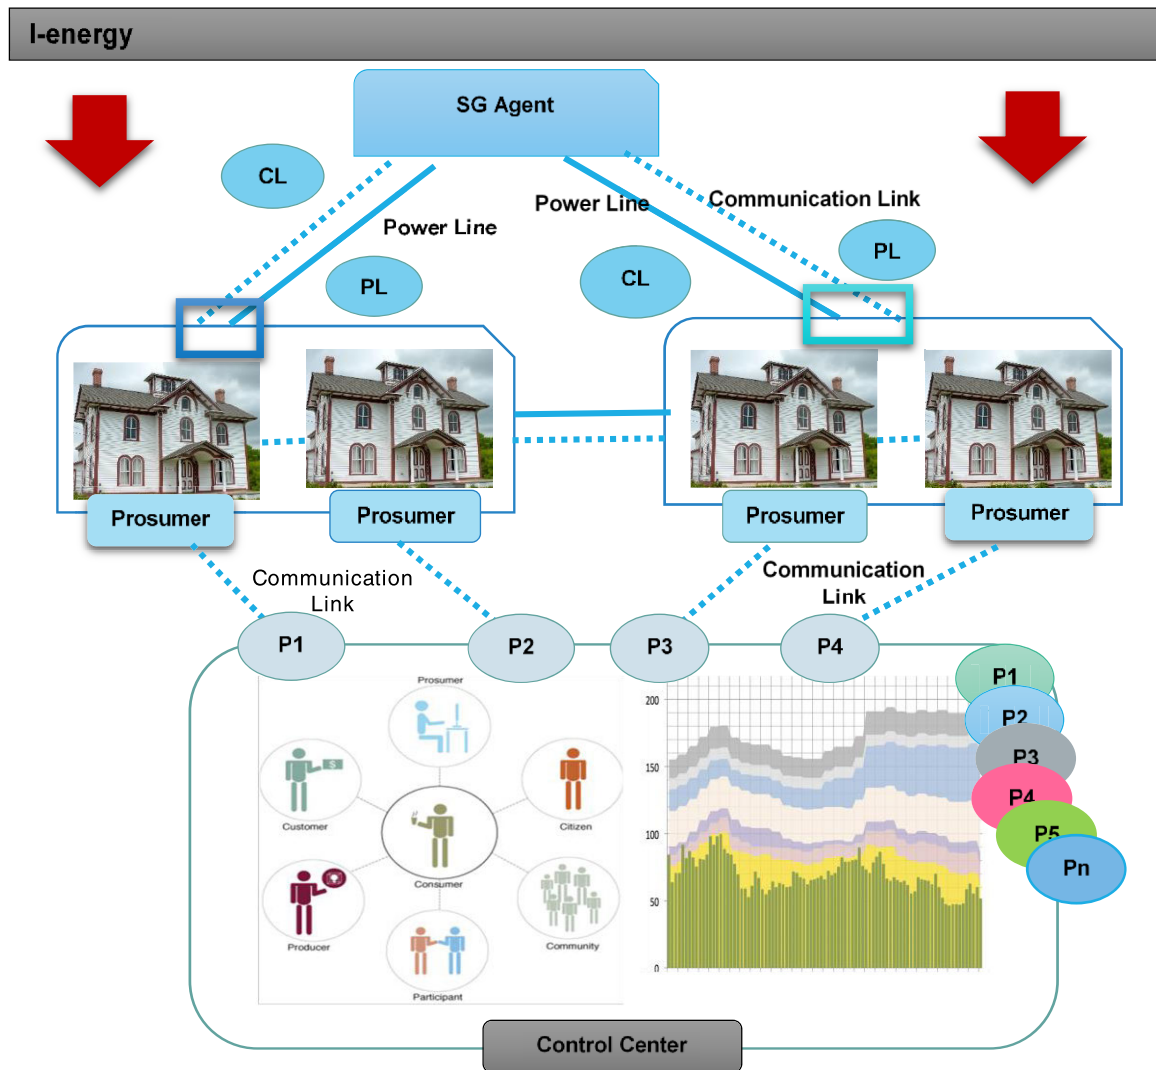 I-energy
SG Agent
CL
Power Line
Communication Link
Power Line
PL
PL
CL
Prosumer
Prosumer
Prosumer
Prosumer
Communication
Link
Communication
Link
P1
P2
P3
P4
P1
P2
P3
P4
P5
Pn
Prosumer
Customer
Citizen
Consumer
Producer
Community
Participant
200
150
100
50
0
Control Center